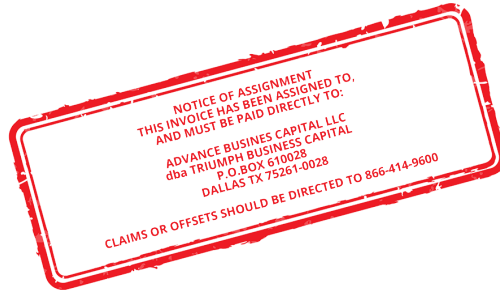 NOTICE OF ASSIGNMENT
THIS INVOICE HAS BEEN ASSIGNED TO,
AND MUST BE PAID DIRECTLY TO:
ADVANCE BUSINES CAPITAL LLC
dba TRIUMPH BUSINESS CAPITAL
P.O.BOX 610028
DALLAS TX 75261-0028
CLAIMS OR OFFSETS SHOULD BE DIRECTED TO 866-414-9600